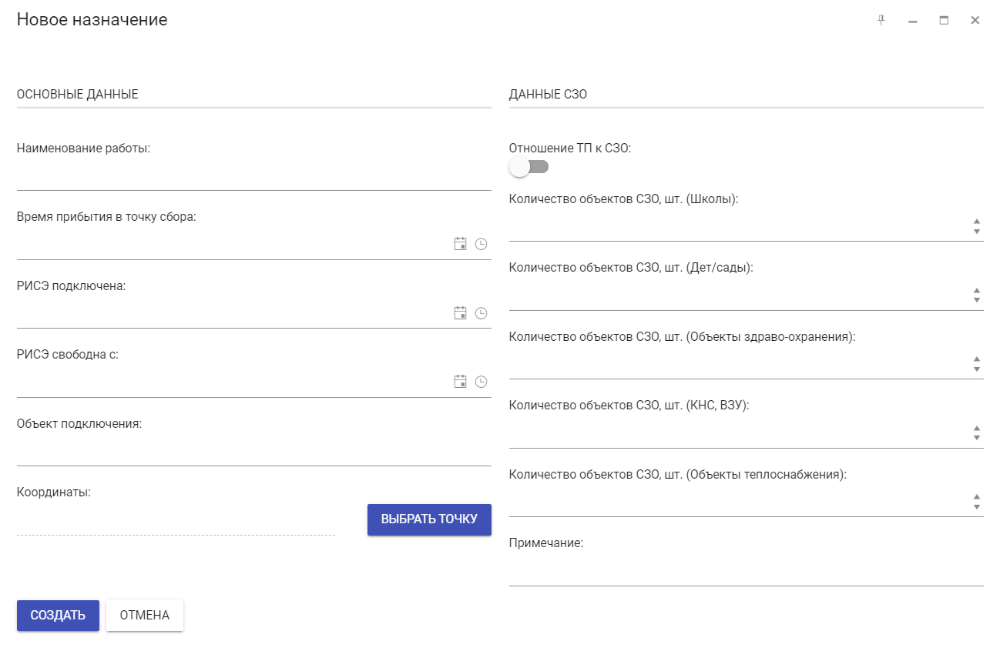 Новое назначение
ОСНОВНЫЕ ДАННЫЕ
Наименование работы:
Время прибытия в точку сбора:
РИСЭ подключена:
РИСЭ свободна с:
Объект подключения:
Координаты:
ВЫБРАТЬ ТОЧКУ
ДАННЫЕ СЗО
Отношение ТП к СЗО:
Количество объектов СЗО, шт. (Школы):
Количество объектов СЗО, шт. (Дет/сады):
Количество объектов СЗО, шт. (Объекты здраво-охранения):
Количество объектов СЗО, шт. (КНС, ВЗУ):
Количество объектов СЗО, шт. (Объекты теплоснабжения):
Примечание:
СОЗДАТЬ
ОТМЕНА